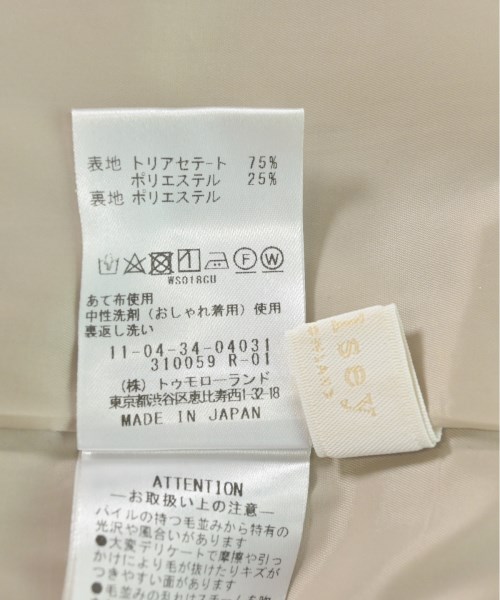 表地 トリアセテート 75%
ポリエステル 25%
裏地 ポリエステル
F W
WS018GU
あて布使用
中性洗剤（おしゃれ着用）使用
裏返し洗い
11-04-34-04031
310059 R-01
（株）トゥモローランド
東京都渋谷区恵比寿西1-32-18
MADE IN JAPAN
ATTENTION
―お取扱い上の注意―
パイルの持つ毛並みから特有の
光沢や風合いがあります
●大変デリケートで摩擦や引っ
かけにより毛が抜けたりキズが
つきやすい面があります